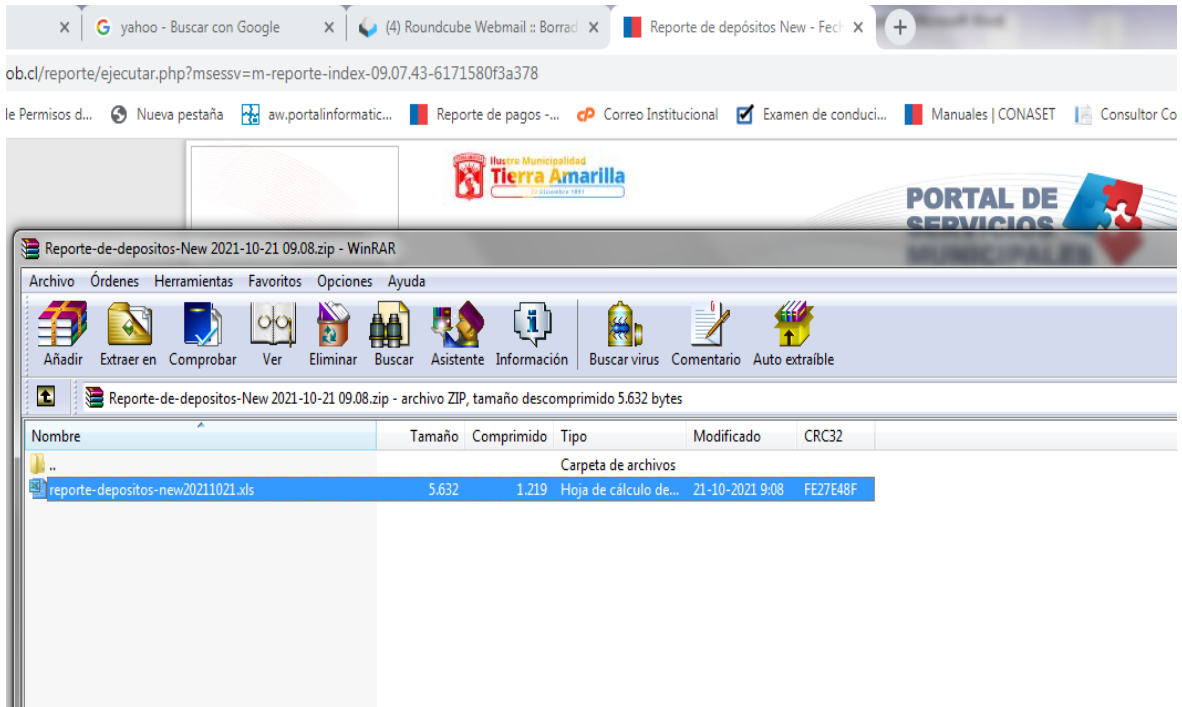 yahoo - Buscar con Google
(4) Roundcube Webmail :: Borrad
Reporte de depósitos New - Fech
ob.cl/reporte/ejecutar.php?msessv=m-reporte-index-09.07.43-6171580f3a378
le Permisos d... Nueva pestaña aw.portalinformatic... Reporte de pagos -... Correo Institucional Examen de conduci... Manuales | CONASET Consultor Co
Ilustre Municipalidad
Tierra Amarilla
PORTAL DE
SERVICIOS
MUNICIPALES
Reporte-de-depositos-New 2021-10-21 09.08.zip - WinRAR
Archivo Órdenes Herramientas Favoritos Opciones Ayuda
Añadir Extraer en Comprobar Ver Eliminar Buscar Asistente Información Buscar virus Comentario Auto extraíble
Reporte-de-depositos-New 2021-10-21 09.08.zip - archivo ZIP, tamaño descomprimido 5.632 bytes
Nombre Tamaño Comprimido Tipo Modificado CRC32
.. Carpeta de archivos
reporte-depositos-new20211021.xls 5.632 1.219 Hoja de cálculo de... 21-10-2021 9:08 FE27E48F